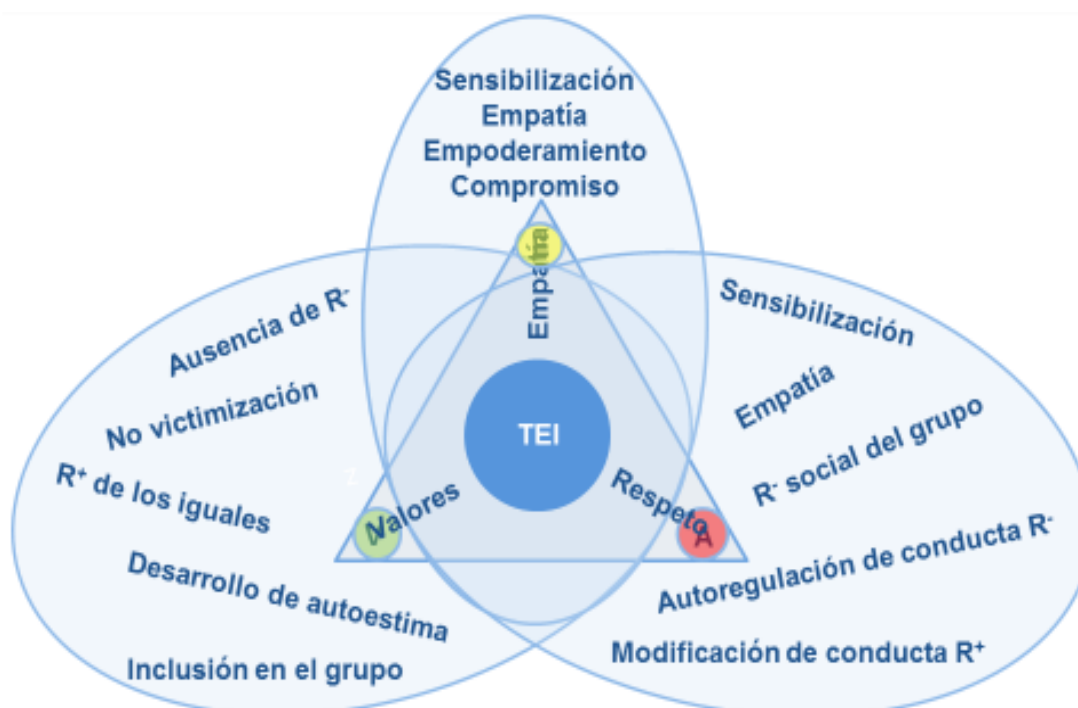 Sensibilización
Empatía
Empoderamiento
Compromiso
Empatía
Ausencia de R⁻
No victimización
R⁺ de los iguales
Desarrollo de autoestima
Inclusión en el grupo
Valores
TEI
Respeto
A
Sensibilización
Empatía
R⁻ social del grupo
Autoregulación de conducta R⁻
Modificación de conducta R⁺